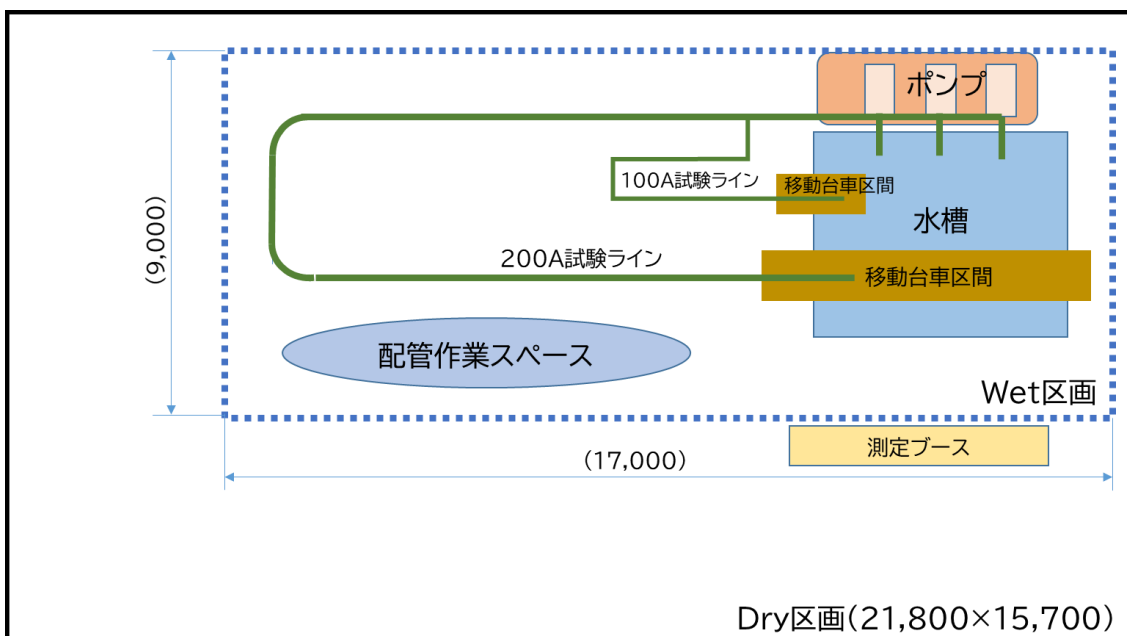 ポンプ
100A試験ライン
移動台車区間
水槽
(9,000)
200A試験ライン
移動台車区間
配管作業スペース
Wet区画
測定ブース
(17,000)
Dry区画(21,800×15,700)